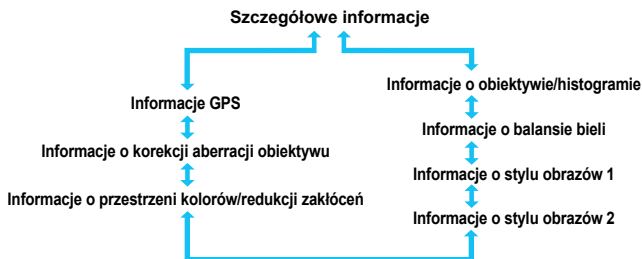 Szczegółowe informacje
Informacje o obiektywie/histogramie
Informacje GPS
Informacje o balansie bieli
Informacje o korekcji aberracji obiektywu
Informacje o stylu obrazów 1
Informacje o przestrzeni kolorów/redukcji zakłóceń
Informacje o stylu obrazów 2